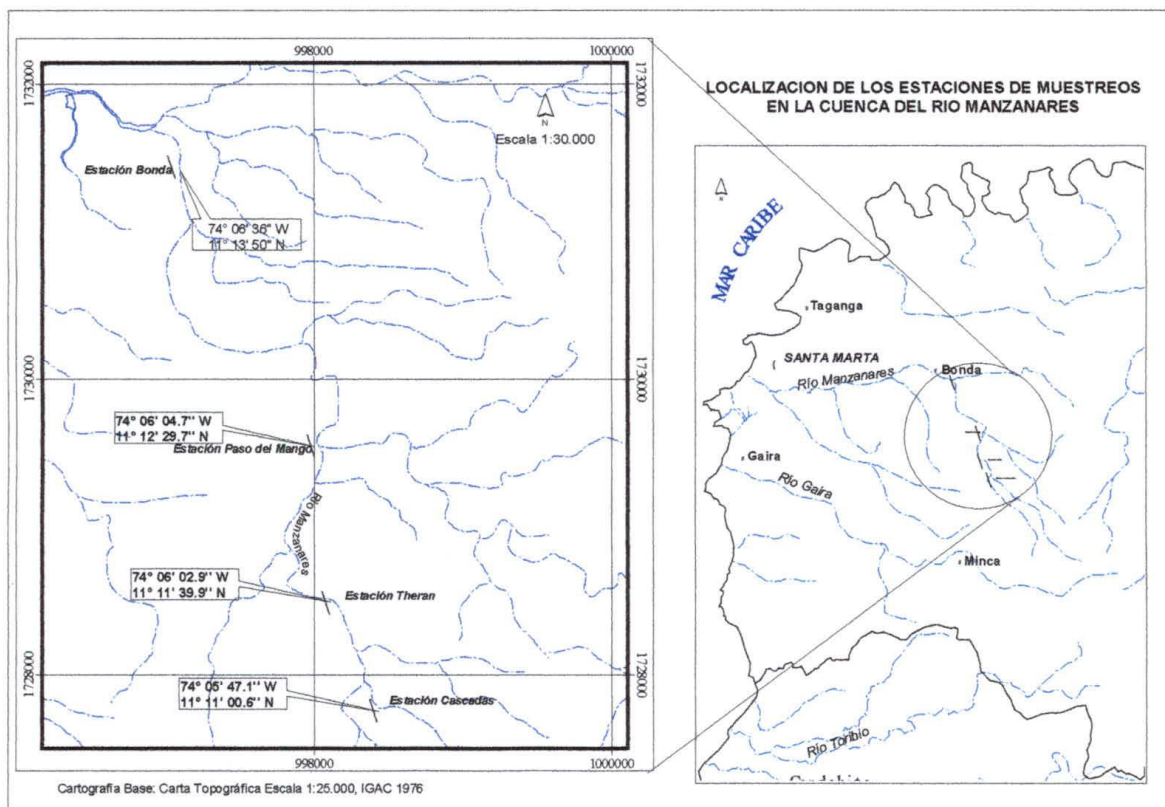 998000
1000000
1732000
1732000
N
Escala 1:30.000
Estación Bonda
74° 06' 36" W
11° 13' 50" N
1730000
1730000
74° 06' 04.7'' W
11° 12' 29.7'' N
Estación Paso del Mango
Río Manzanares
74° 06' 02.9'' W
11° 11' 39.9'' N
Estación Theran
1728000
1728000
74° 05' 47.1'' W
11° 11' 00.6'' N
Estación Cascadas
998000
1000000
Cartografía Base: Carta Topográfica Escala 1:25.000, IGAC 1976
LOCALIZACION DE LOS ESTACIONES DE MUESTREOS
EN LA CUENCA DEL RIO MANZANARES
N
MAR CARIBE
Taganga
SANTA MARTA
Río Manzanares
Bonda
Gaira
Río Gaira
Minca
Río Toribio